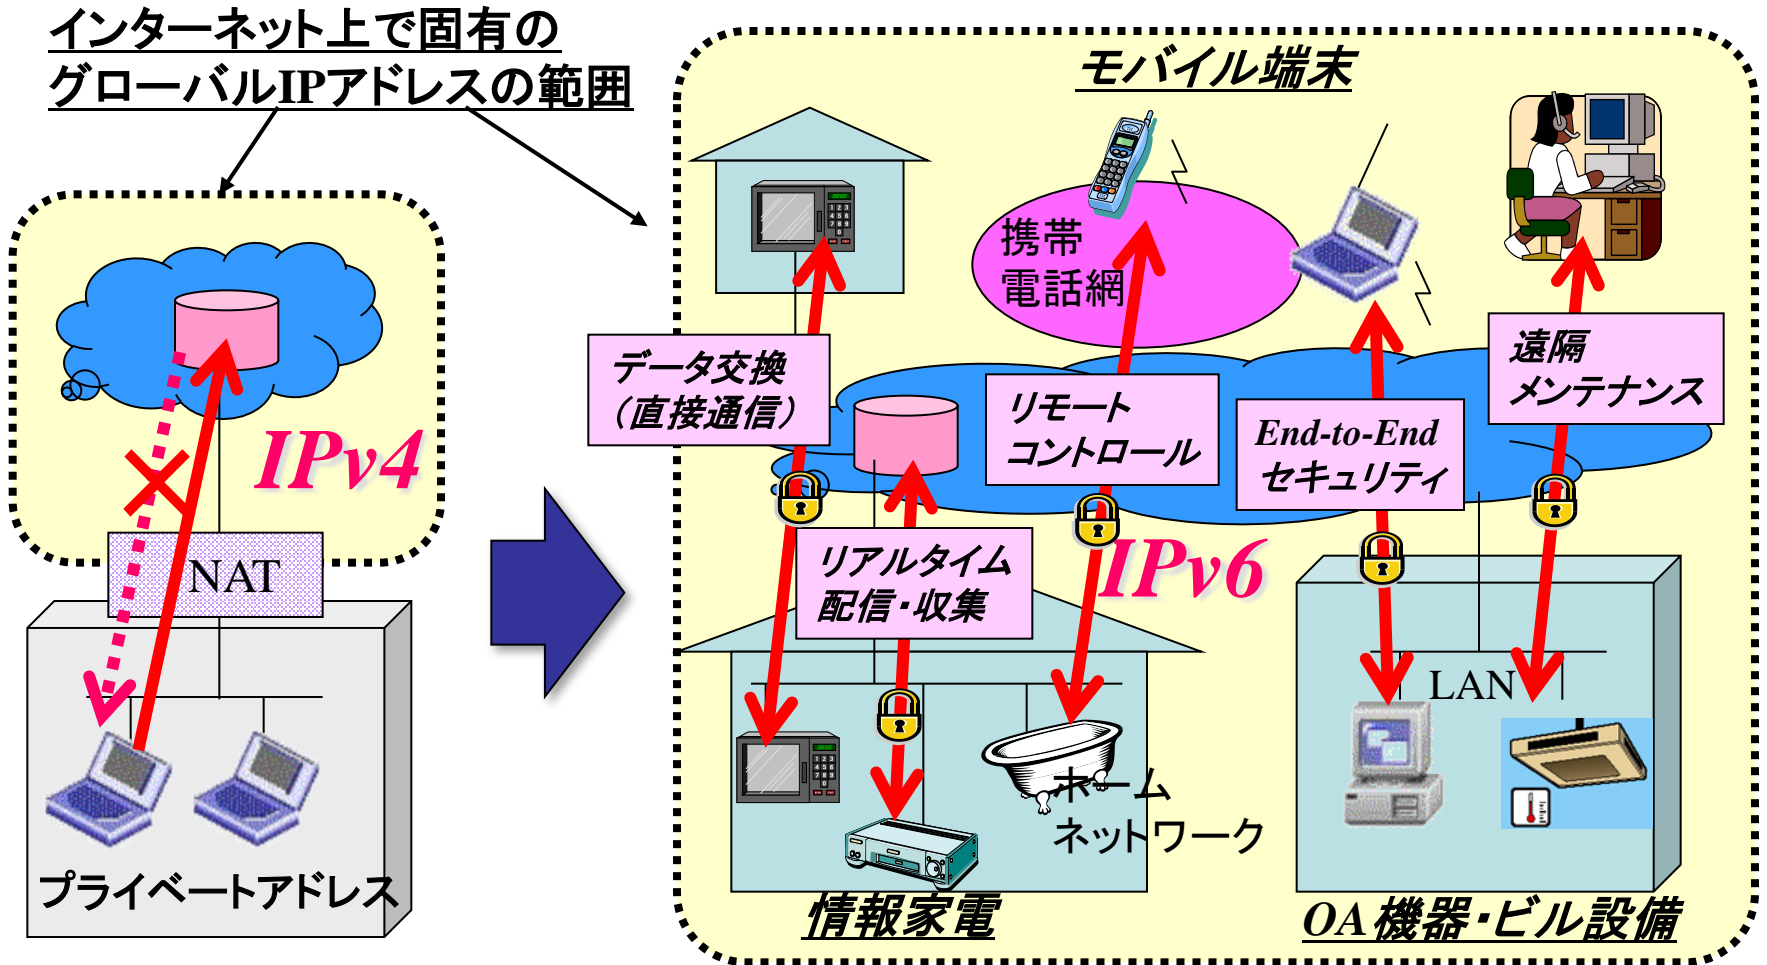 インターネット上で固有の
グローバルIPアドレスの範囲
IPv4
NAT
プライベートアドレス
モバイル端末
携帯
電話網
データ交換
（直接通信）
リモート
コントロール
End-to-End
セキュリティ
遠隔
メンテナンス
リアルタイム
配信・収集
IPv6
LAN
ホーム
ネットワーク
情報家電
OA機器・ビル設備